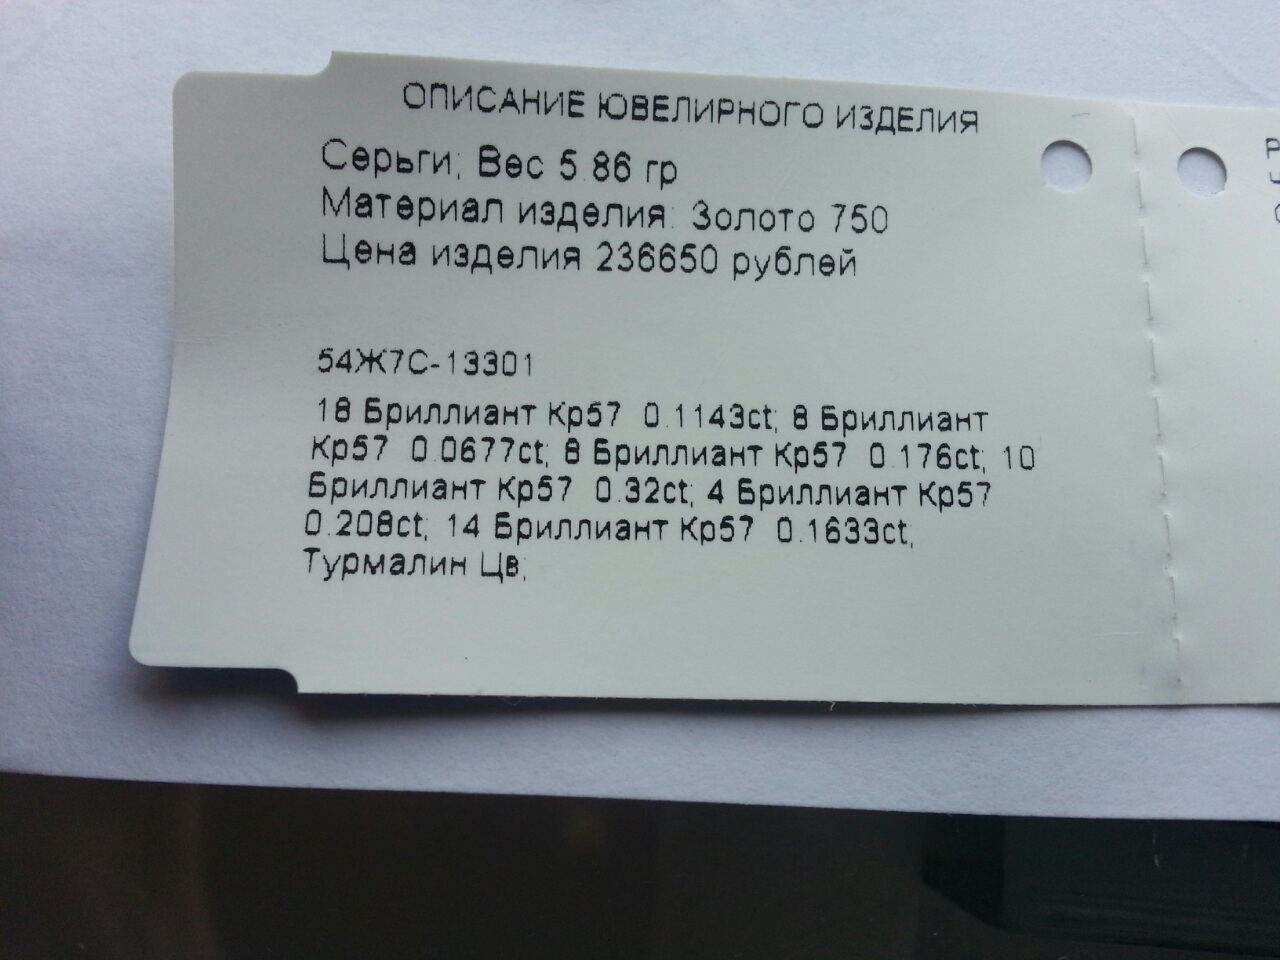 ОПИСАНИЕ ЮВЕЛИРНОГО ИЗДЕЛИЯ
Серьги; Вес 5.86 гр
Материал изделия: Золото 750
Цена изделия 236650 рублей
54Ж7С-13301
18 Бриллиант Кр57 0.1143ct; 8 Бриллиант
Кр57 0.0677ct; 8 Бриллиант Кр57 0.176ct; 10
Бриллиант Кр57 0.32ct; 4 Бриллиант Кр57
0.208ct; 14 Бриллиант Кр57 0.1633ct;
Турмалин Цв;